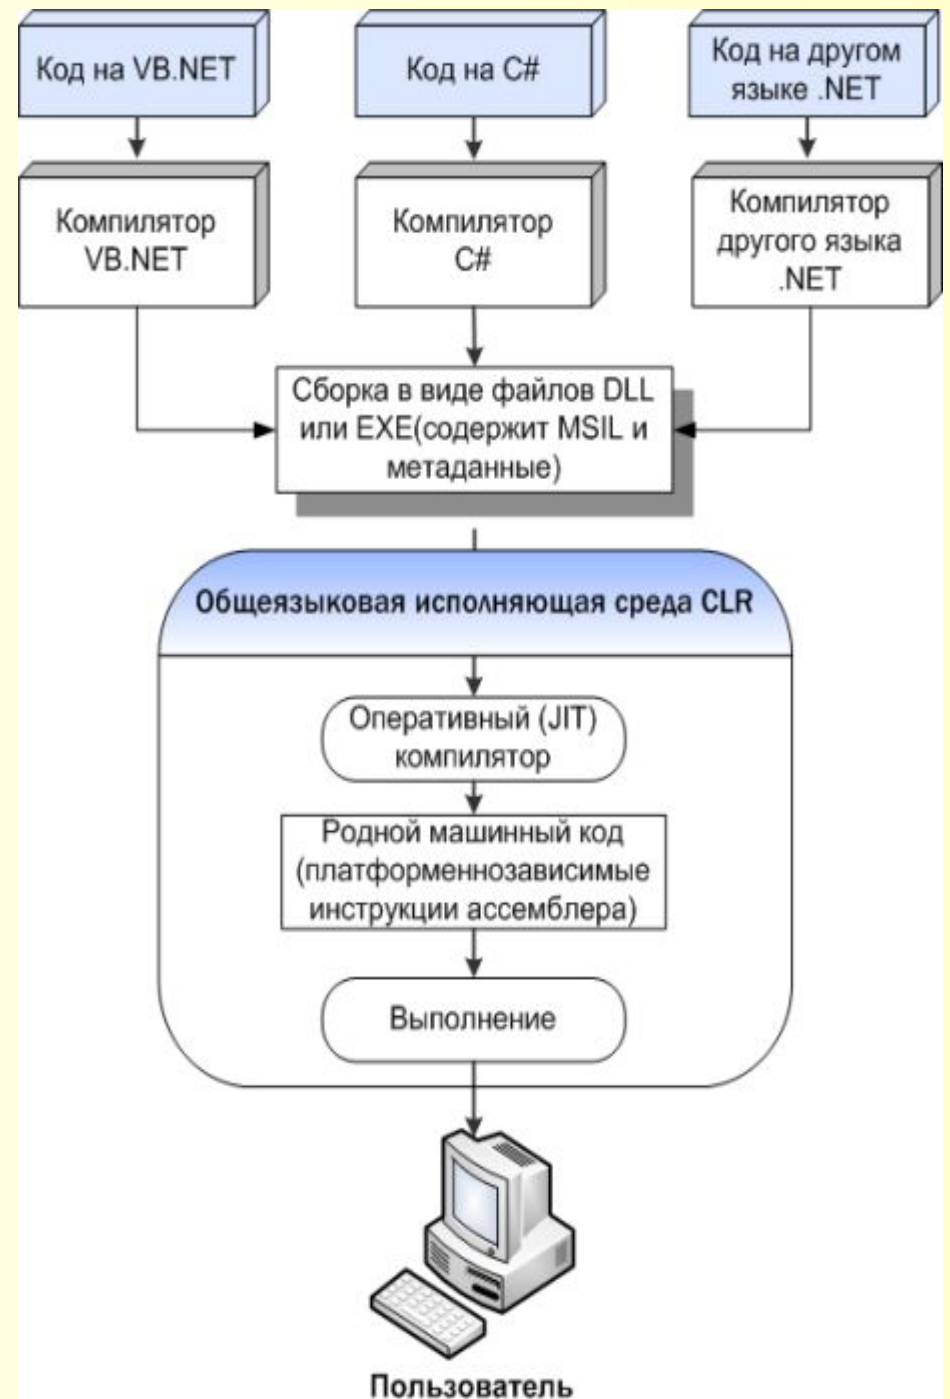 Код на VB.NET
Код на C#
Код на другом
языке .NET
Компилятор
VB.NET
Компилятор
C#
Компилятор
другого языка
.NET
Сборка в виде файлов DLL
или EXE(содержит MSIL и
метаданные)
Общеязыковая исполняющая среда CLR
Оперативный (JIT)
компилятор
Родной машинный код
(платформеннозависимые
инструкции ассемблера)
Выполнение
Пользователь